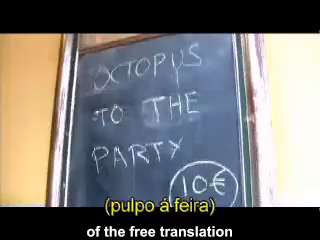 OCTOPUS
TO THE
PARTY
10€
(pulpo á feira)
of the free translation